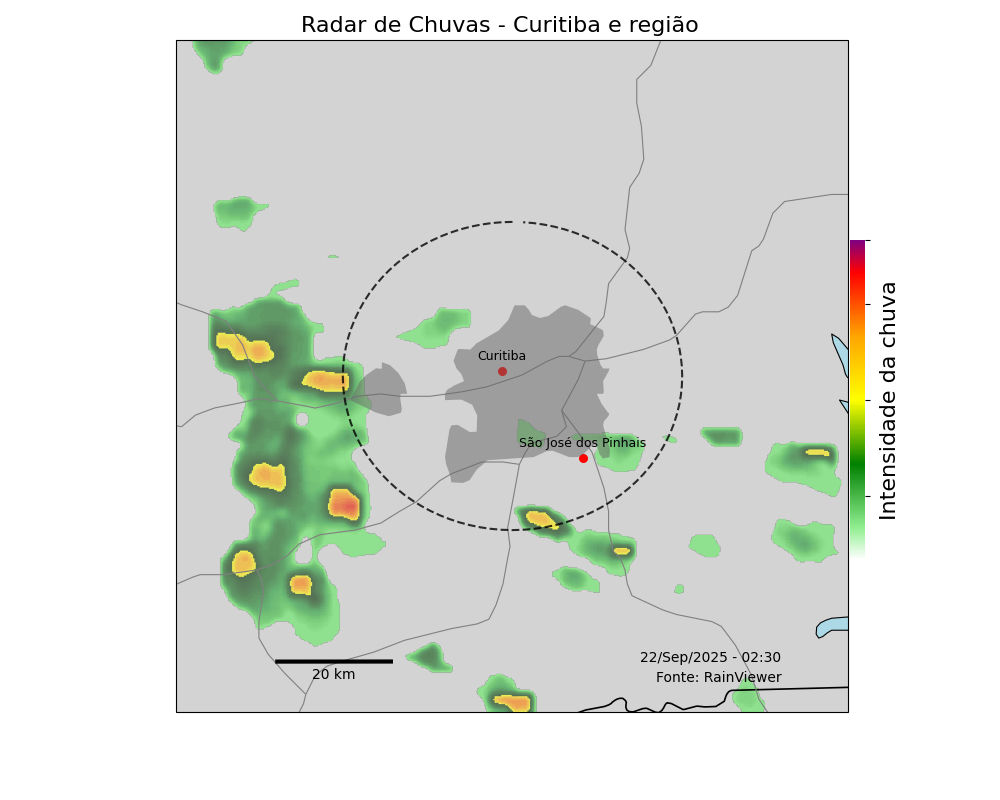 Radar de Chuvas - Curitiba e região
Curitiba
São José dos Pinhais
Intensidade da chuva
22/Sep/2025 - 02:30
Fonte: RainViewer
20 km